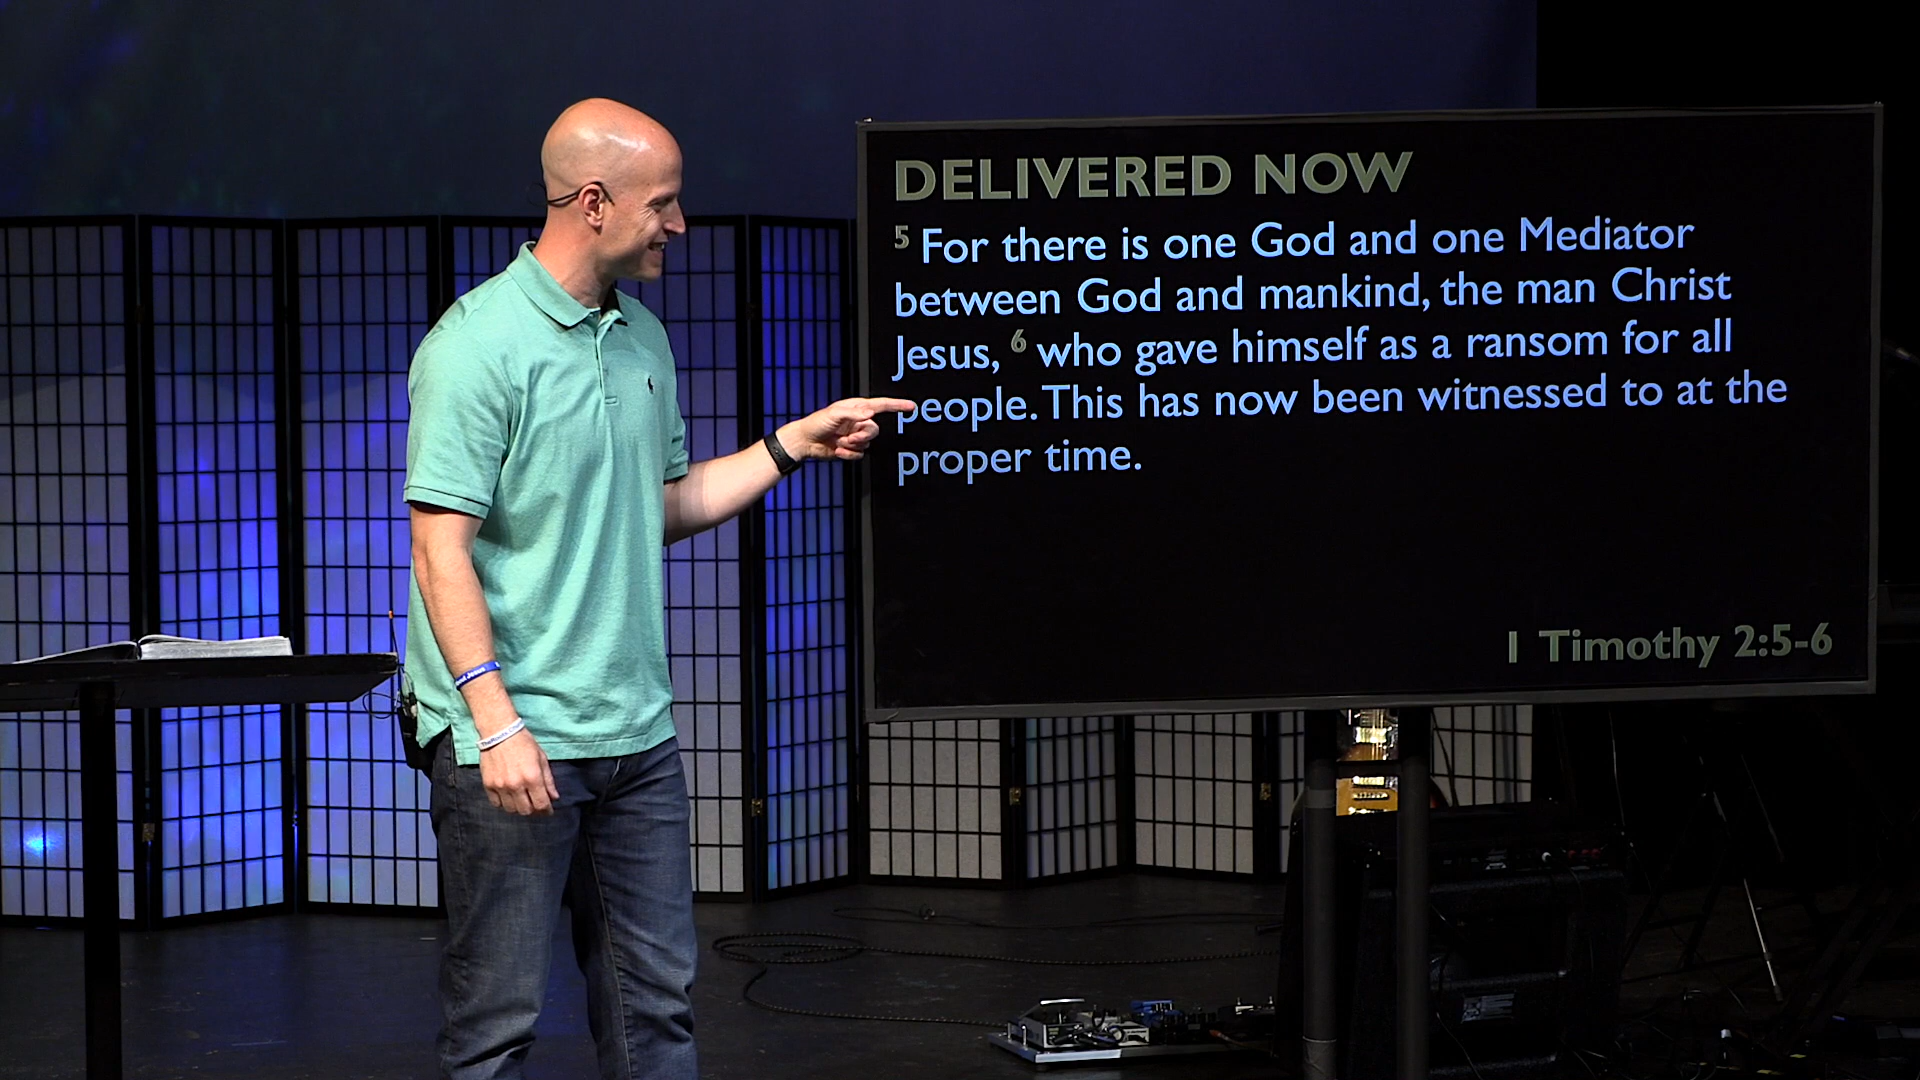 DELIVERED NOW
5 For there is one God and one Mediator
between God and mankind, the man Christ
Jesus, 6 who gave himself as a ransom for all
people. This has now been witnessed to at the
proper time.
1 Timothy 2:5-6